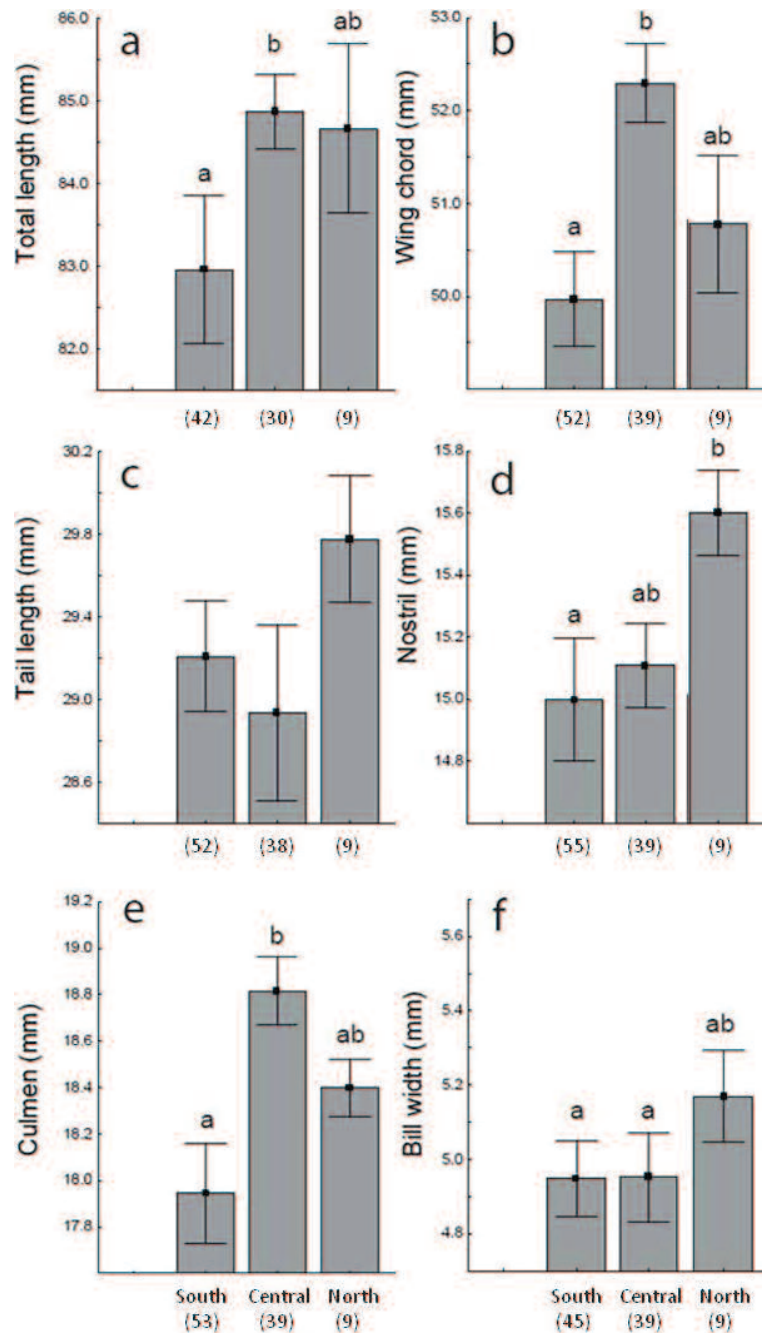 a
Total length (mm)
86.0
85.0
84.0
83.0
82.0
a
b
ab
(42) (30) (9)
b
Wing chord (mm)
53.0
52.0
51.0
50.0
a
b
ab
(52) (39) (9)
c
Tail length (mm)
30.2
29.8
29.4
29.0
28.6
(52) (38) (9)
d
Nostril (mm)
15.8
15.6
15.4
15.2
15.0
14.8
a
ab
b
(55) (39) (9)
e
Culmen (mm)
19.2
19.0
18.8
18.6
18.4
18.2
18.0
17.8
a
b
ab
South Central North
(53) (39) (9)
f
Bill width (mm)
5.6
5.4
5.2
5.0
4.8
a
a
ab
South Central North
(45) (39) (9)